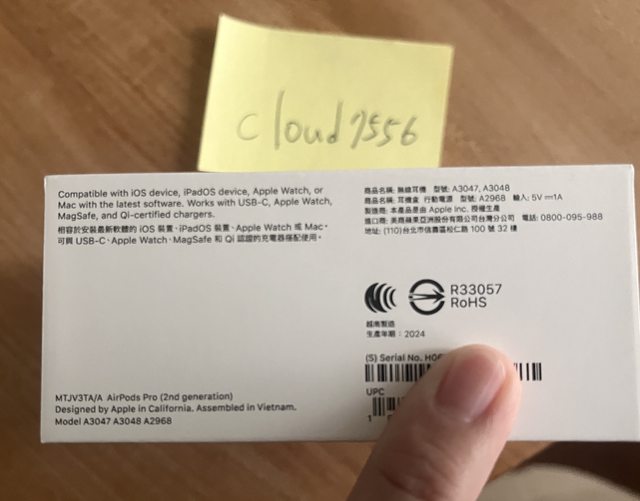 cloud7556
Compatible with iOS device, iPadOS device, Apple Watch, or
Mac with the latest software. Works with USB-C, Apple Watch,
MagSafe, and Qi-certified chargers.
相容於安裝最新軟體的 iOS 裝置、iPadOS 裝置、Apple Watch 或 Mac。
可與 USB-C、Apple Watch、MagSafe 和 Qi 認證的充電器搭配使用。
商品名稱: 無線耳機 型號: A3047, A3048
商品名稱: 耳機盒 行動電源 型號: A2968 輸入: 5V⎓1A
製造商: 本產品是由 Apple Inc. 授權生產
進口商: 美商蘋果亞洲股份有限公司台灣分公司 電話: 0800-095-988
地址: (110)台北市信義區松仁路 100 號 32 樓
R33057
RoHS
越南製造
生產年期：2024
(S) Serial No. H0
UPC
1
MTJV3TA/A AirPods Pro (2nd generation)
Designed by Apple in California. Assembled in Vietnam.
Model A3047 A3048 A2968